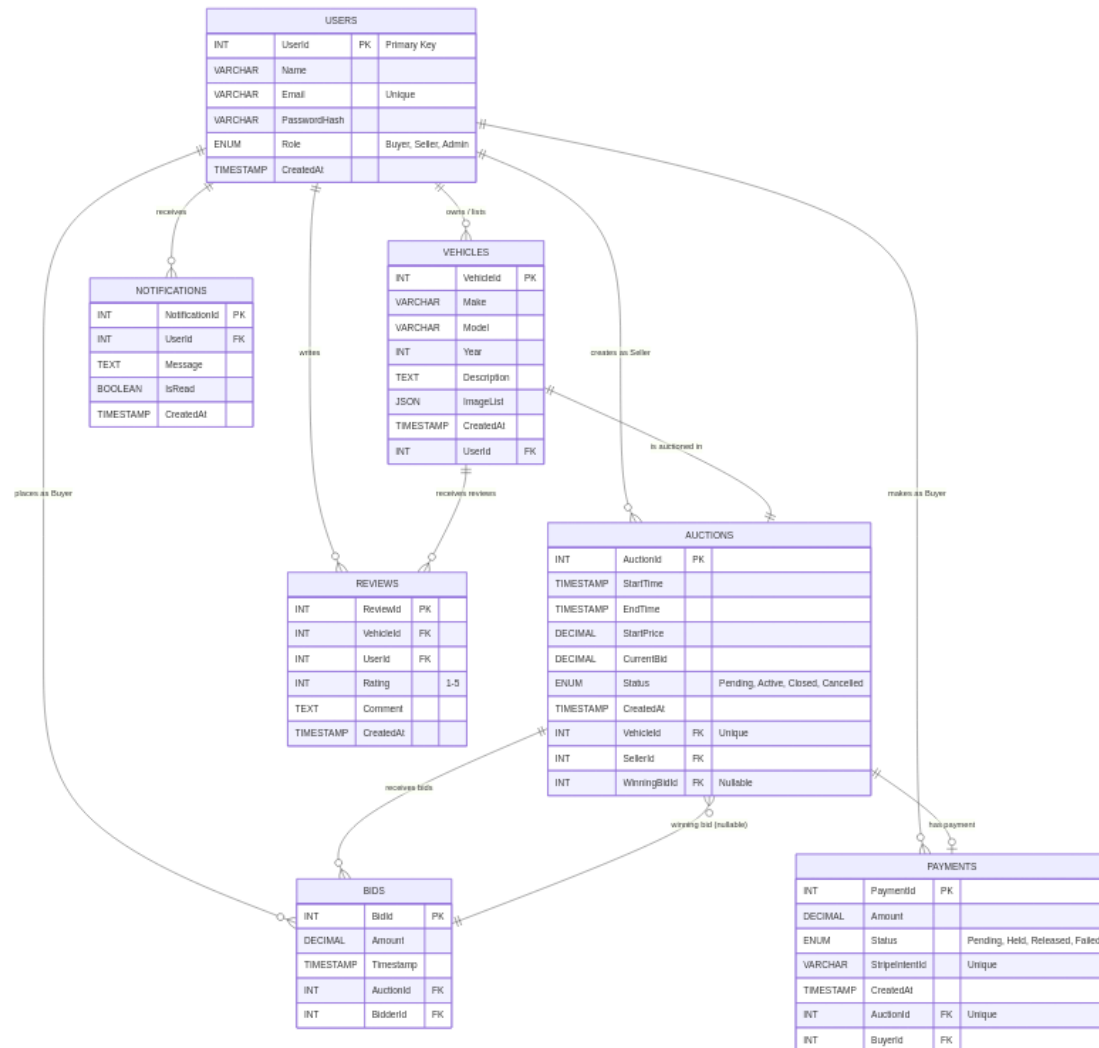 USERS
INT UserId PK Primary Key
VARCHAR Name
VARCHAR Email Unique
VARCHAR PasswordHash
ENUM Role Buyer, Seller, Admin
TIMESTAMP CreatedAt
receives
owns / lists
VEHICLES
INT VehicleId PK
VARCHAR Make
VARCHAR Model
INT Year
TEXT Description
JSON ImageList
TIMESTAMP CreatedAt
INT UserId FK
NOTIFICATIONS
INT NotificationId PK
INT UserId FK
TEXT Message
BOOLEAN IsRead
TIMESTAMP CreatedAt
writes
creates as Seller
is auctioned in
places as Buyer
receives reviews
makes as Buyer
AUCTIONS
INT AuctionId PK
TIMESTAMP StartTime
TIMESTAMP EndTime
DECIMAL StartPrice
DECIMAL CurrentBid
ENUM Status Pending, Active, Closed, Cancelled
TIMESTAMP CreatedAt
INT VehicleId FK Unique
INT SellerId FK
INT WinningBidId FK Nullable
REVIEWS
INT ReviewId PK
INT VehicleId FK
INT UserId FK
INT Rating 1-5
TEXT Comment
TIMESTAMP CreatedAt
receives bids
winning bid (nullable)
has payment
BIDS
INT BidId PK
DECIMAL Amount
TIMESTAMP Timestamp
INT AuctionId FK
INT BidderId FK
PAYMENTS
INT PaymentId PK
DECIMAL Amount
ENUM Status Pending, Held, Released, Failed
VARCHAR StripeIntentId Unique
TIMESTAMP CreatedAt
INT AuctionId FK Unique
INT BuyerId FK